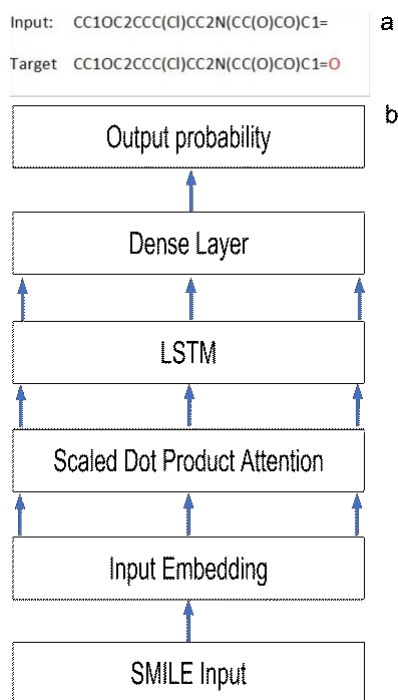 Input: CC1OC2CCC(Cl)CC2N(CC(O)CO)C1= a
Target CC1OC2CCC(Cl)CC2N(CC(O)CO)C1=O
b
Output probability
Dense Layer
LSTM
Scaled Dot Product Attention
Input Embedding
SMILE Input